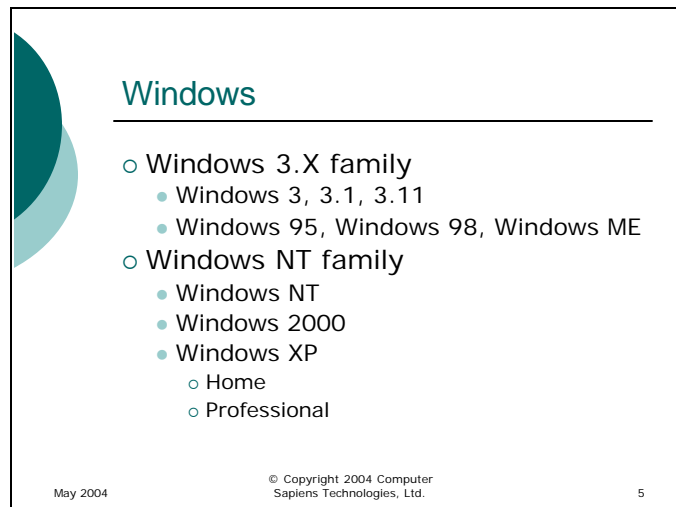 Windows
Windows 3.X family
Windows 3, 3.1, 3.11
Windows 95, Windows 98, Windows ME
Windows NT family
Windows NT
Windows 2000
Windows XP
Home
Professional
May 2004
© Copyright 2004 Computer
Sapiens Technologies, Ltd.
5